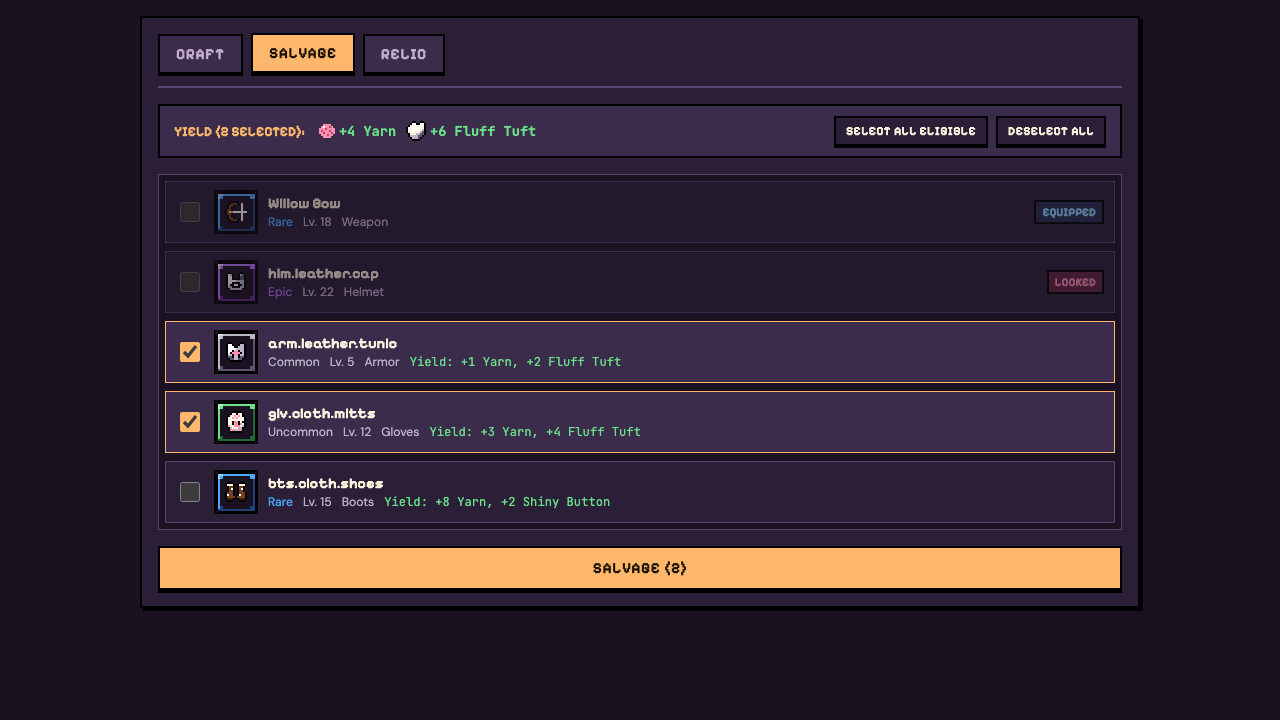 CRAFT
SALVAGE
RELIC
YIELD (2 SELECTED):
+4 Yarn
+6 Fluff Tuft
SELECT ALL ELIGIBLE
DESELECT ALL
Willow Bow
Rare Lv. 18 Weapon
EQUIPPED
hlm.leather.cap
Epic Lv. 22 Helmet
LOCKED
arm.leather.tunic
Common Lv. 5 Armor Yield: +1 Yarn, +2 Fluff Tuft
glv.cloth.mitts
Uncommon Lv. 12 Gloves Yield: +3 Yarn, +4 Fluff Tuft
bts.cloth.shoes
Rare Lv. 15 Boots Yield: +8 Yarn, +2 Shiny Button
SALVAGE (2)